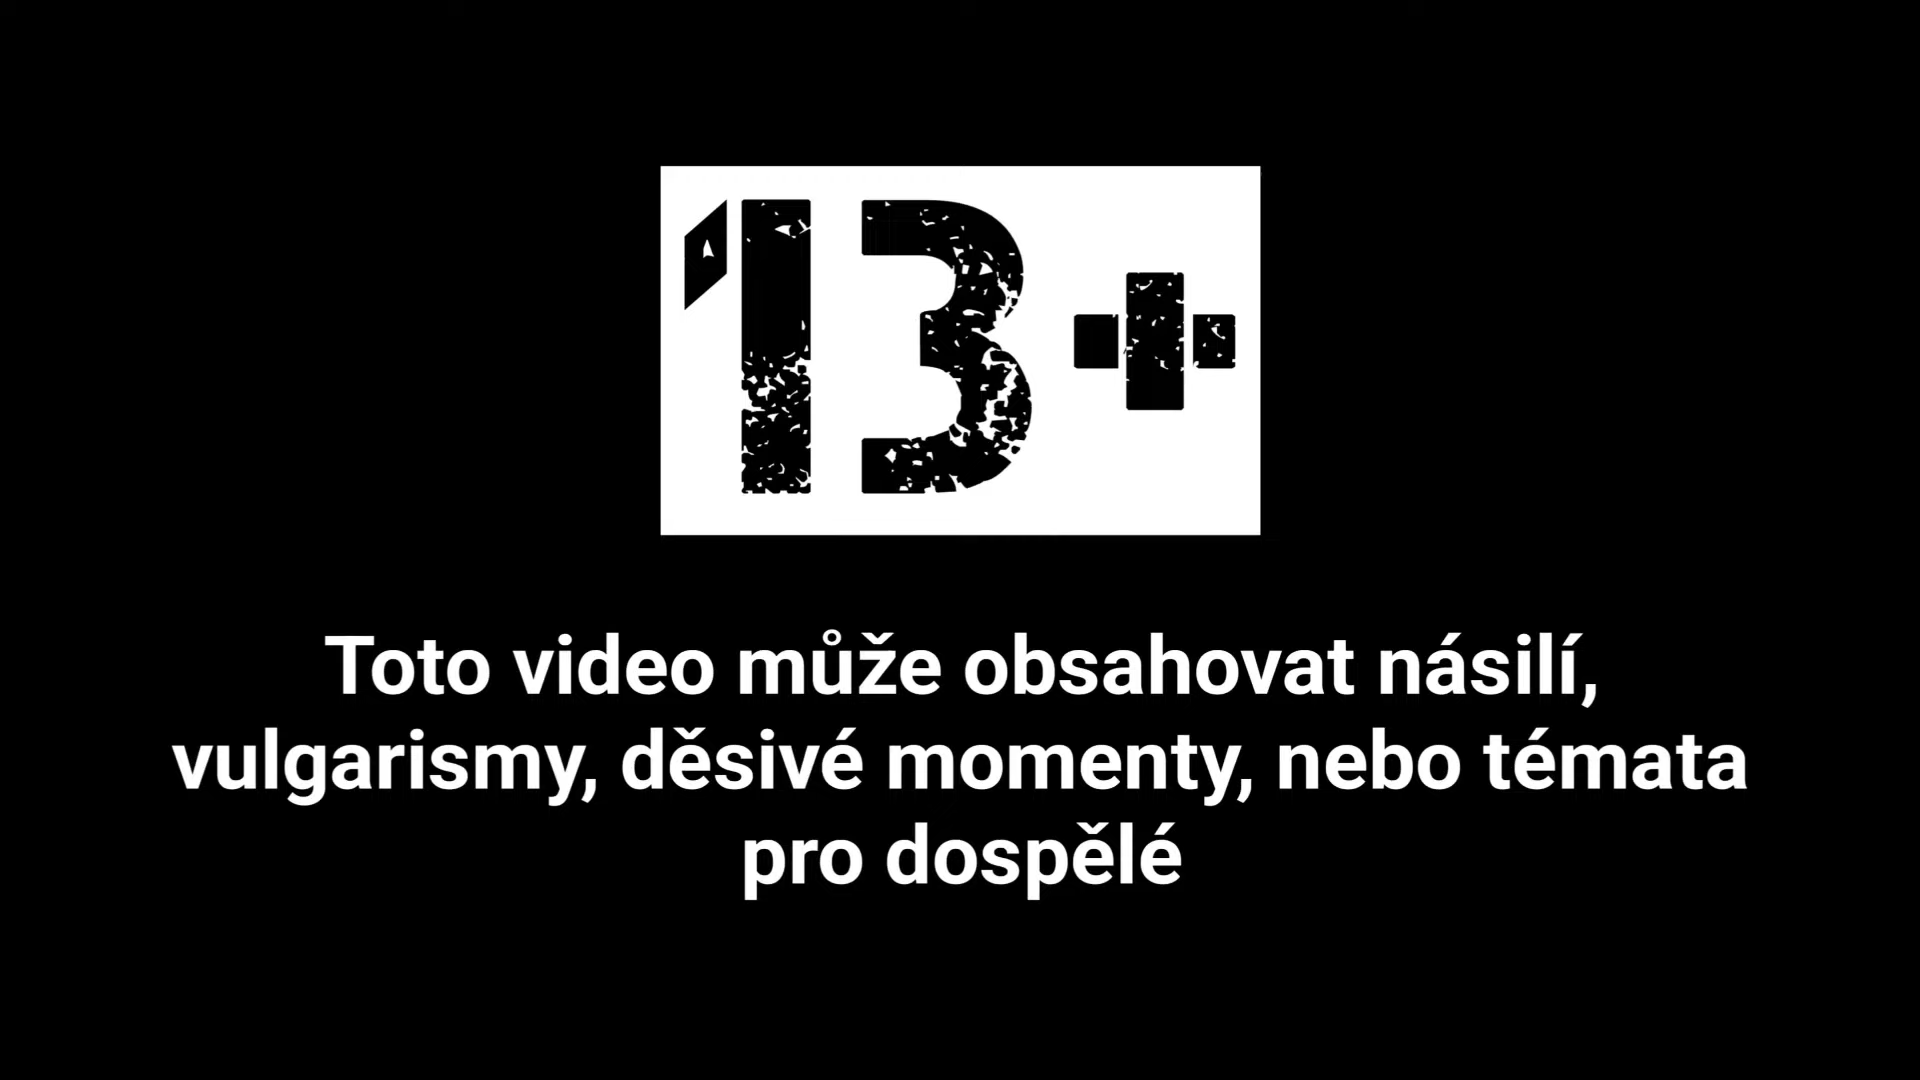 13+
Toto video může obsahovat násilí,
vulgarismy, děsivé momenty, nebo témata
pro dospělé